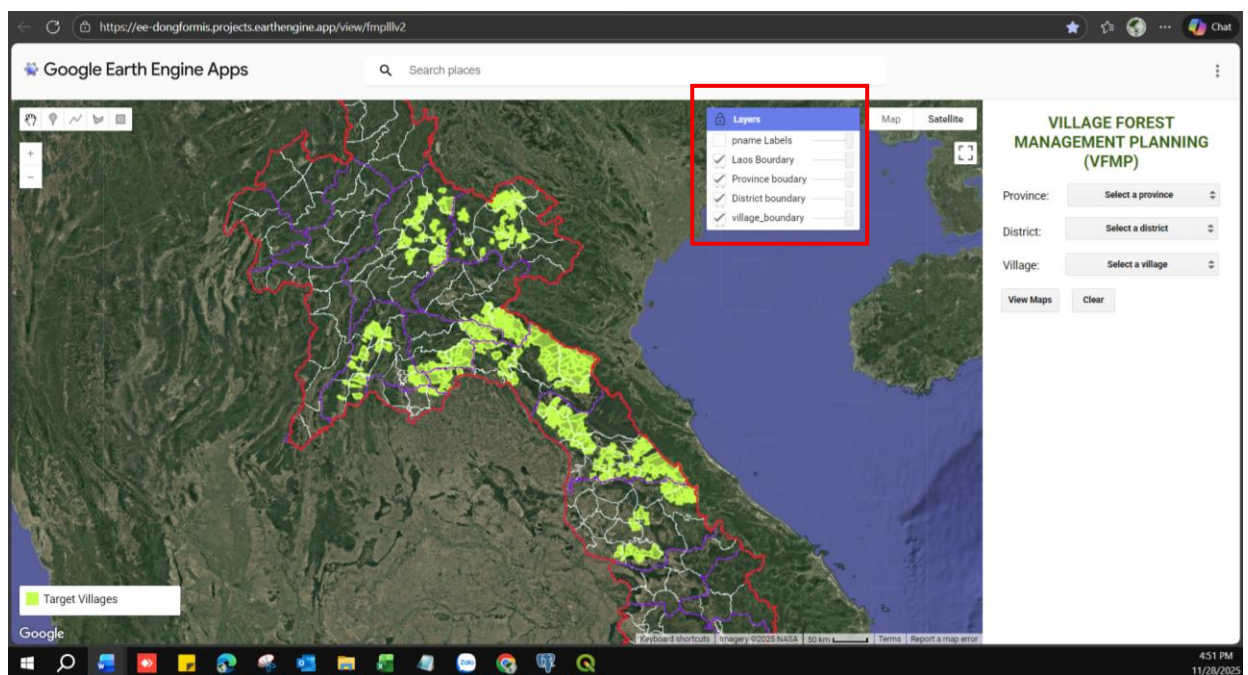 https://ee-dongformis.projects.earthengine.app/view/fmplllv2
Chat
Google Earth Engine Apps
Search places
Layers
pname Labels
Laos Bourdary
Province boudary
District boundary
village_boundary
Map
Satellite
VILLAGE FOREST
MANAGEMENT PLANNING
(VFMP)
Province:
Select a province
District:
Select a district
Village:
Select a village
View Maps
Clear
Target Villages
Google
Keyboard shortcuts
Imagery ©2025 NASA
50 km
Terms
Report a map error
Zalo
4:51 PM
11/28/2025